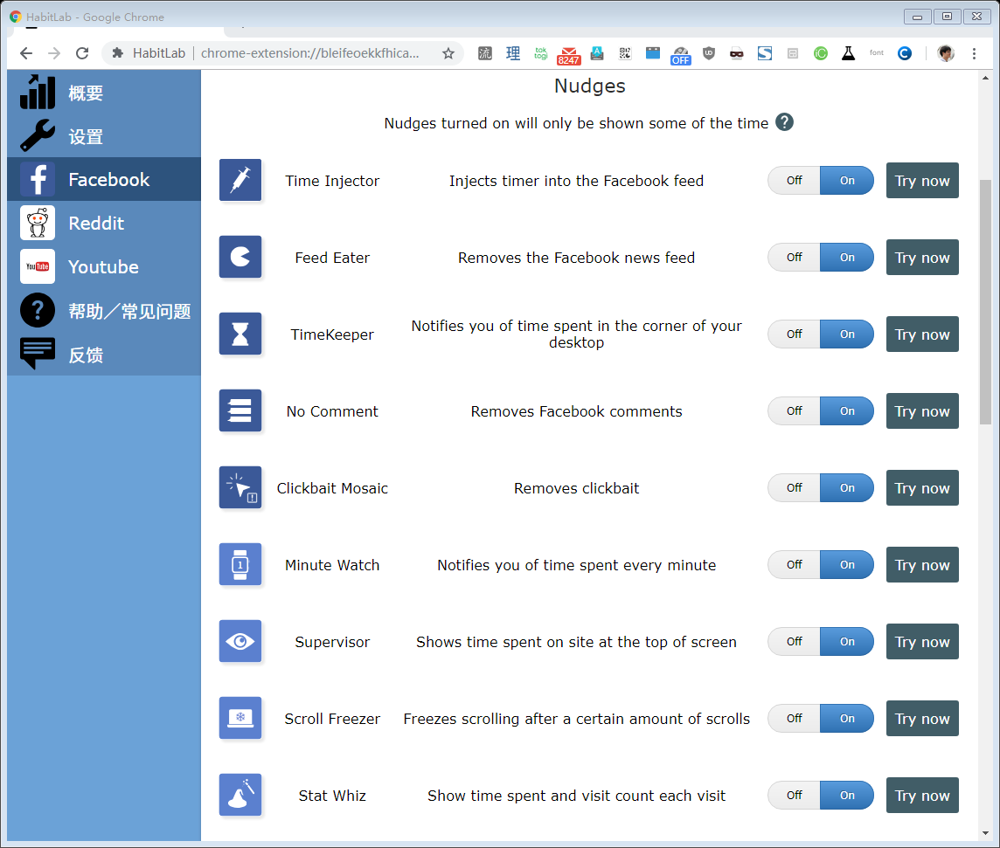 HabitLab - Google Chrome
HabitLab | chrome-extension://bleifeoekkfhica...
流
理
tok
togi
8247
A
OFF
UD
S
iC
font
C
概要
设置
Facebook
Reddit
You Tube
Youtube
帮助／常见问题
反馈
Nudges
Nudges turned on will only be shown some of the time ?
Time Injector Injects timer into the Facebook feed Off On Try now
Feed Eater Removes the Facebook news feed Off On Try now
TimeKeeper Notifies you of time spent in the corner of your
desktop Off On Try now
No Comment Removes Facebook comments Off On Try now
Clickbait Mosaic Removes clickbait Off On Try now
1 Minute Watch Notifies you of time spent every minute Off On Try now
Supervisor Shows time spent on site at the top of screen Off On Try now
Scroll Freezer Freezes scrolling after a certain amount of scrolls Off On Try now
Stat Whiz Show time spent and visit count each visit Off On Try now